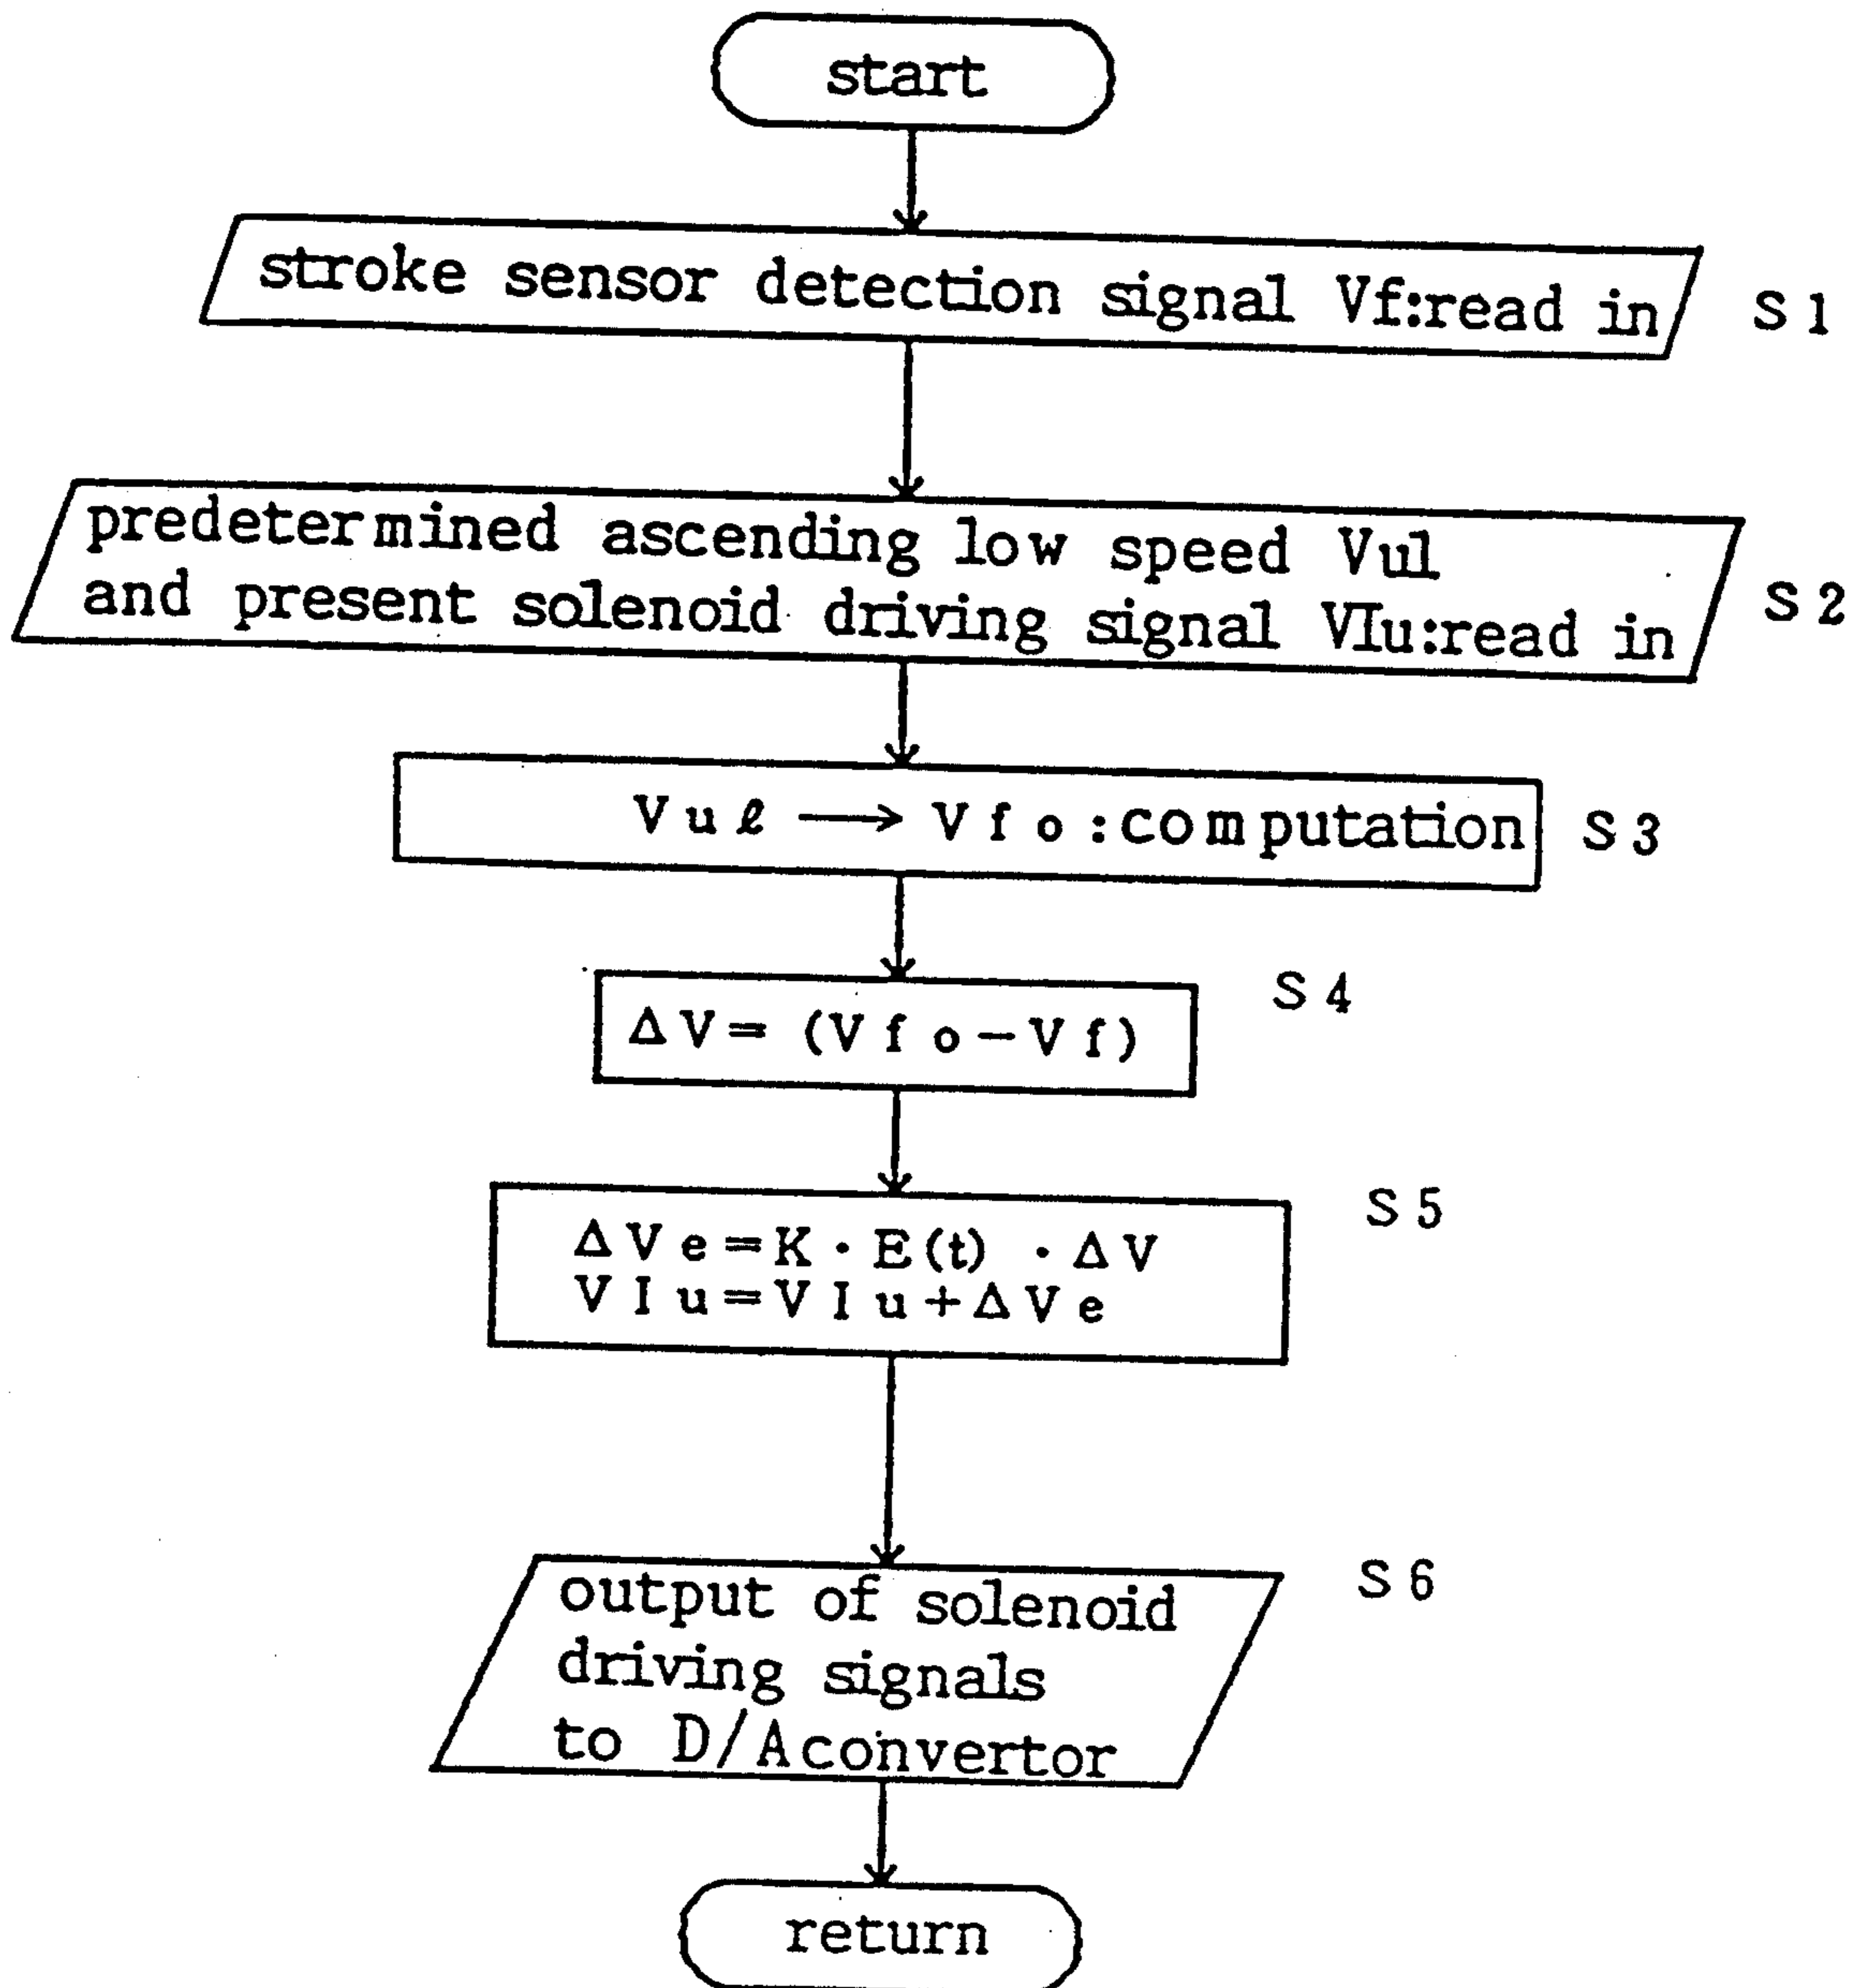 start
stroke sensor detection signal Vf:read in
S1
predetermined ascending low speed Vul
and present solenoid driving signal VIu:read in
S2
Vuℓ → Vfo:computation
S3
S4
ΔV=(Vfo−Vf)
S5
ΔVe=K・E(t)・ΔV
VIu=VIu+ΔVe
S6
output of solenoid
driving signals
to D/Aconvertor
return